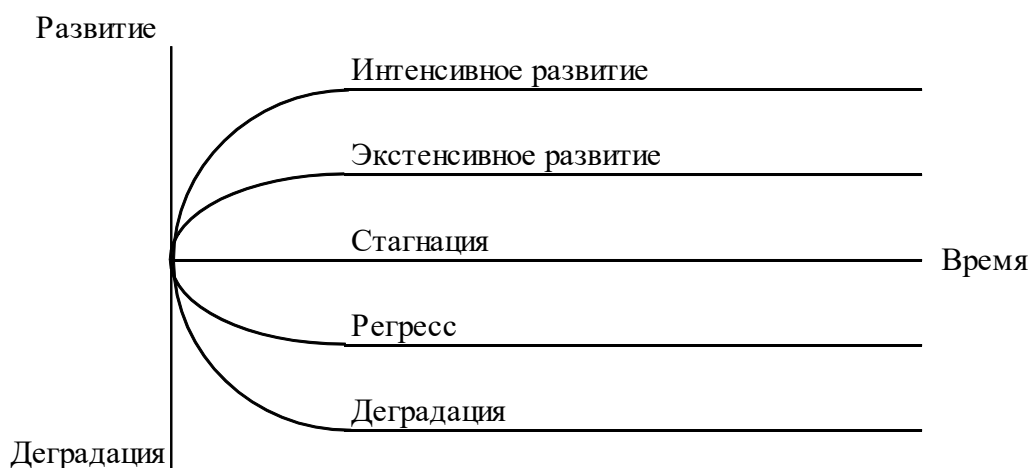 Развитие
Интенсивное развитие
Экстенсивное развитие
Стагнация
Время
Регресс
Деградация
Деградация